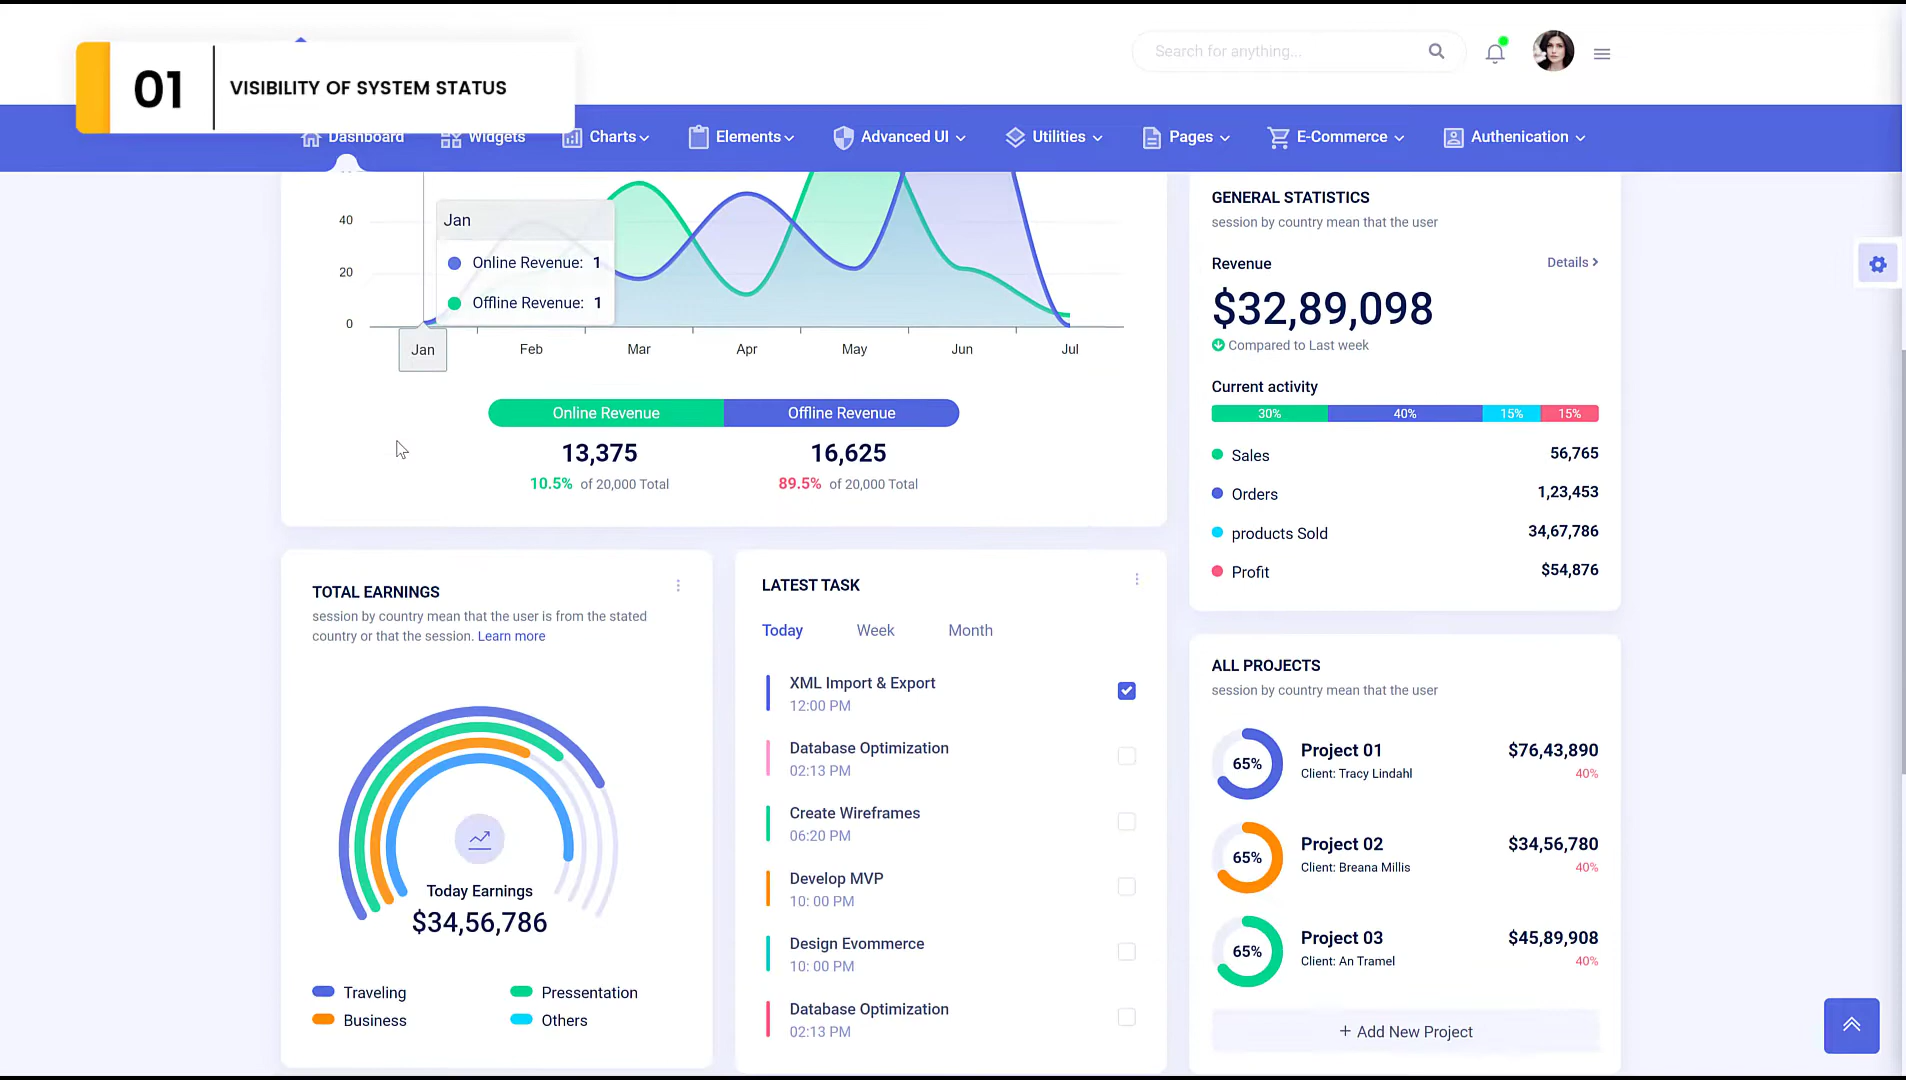 01
VISIBILITY OF SYSTEM STATUS
Search for anything...
Dashboard
Widgets
Charts
Elements
Advanced UI
Utilities
Pages
E-Commerce
Authenication
40
20
0
Jan
Online Revenue: 1
Offline Revenue: 1
Jan
Feb
Mar
Apr
May
Jun
Jul
Online Revenue
Offline Revenue
13,375
16,625
10.5% of 20,000 Total
89.5% of 20,000 Total
GENERAL STATISTICS
session by country mean that the user
Revenue
Details
$32,89,098
Compared to Last week
Current activity
30%
40%
15%
15%
Sales
56,765
Orders
1,23,453
products Sold
34,67,786
Profit
$54,876
TOTAL EARNINGS
session by country mean that the user is from the stated
country or that the session. Learn more
Today Earnings
$34,56,786
Traveling
Pressentation
Business
Others
LATEST TASK
Today
Week
Month
XML Import & Export
12:00 PM
Database Optimization
02:13 PM
Create Wireframes
06:20 PM
Develop MVP
10: 00 PM
Design Evommerce
10: 00 PM
Database Optimization
02:13 PM
ALL PROJECTS
session by country mean that the user
65%
Project 01
$76,43,890
Client: Tracy Lindahl
40%
65%
Project 02
$34,56,780
Client: Breana Millis
40%
65%
Project 03
$45,89,908
Client: An Tramel
40%
+ Add New Project